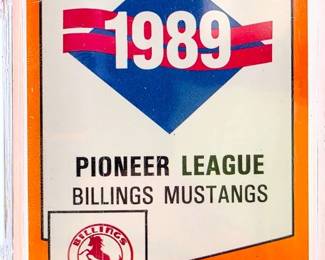 1989
PIONEER LEAGUE
BILLINGS MUSTANGS
BILLINGS